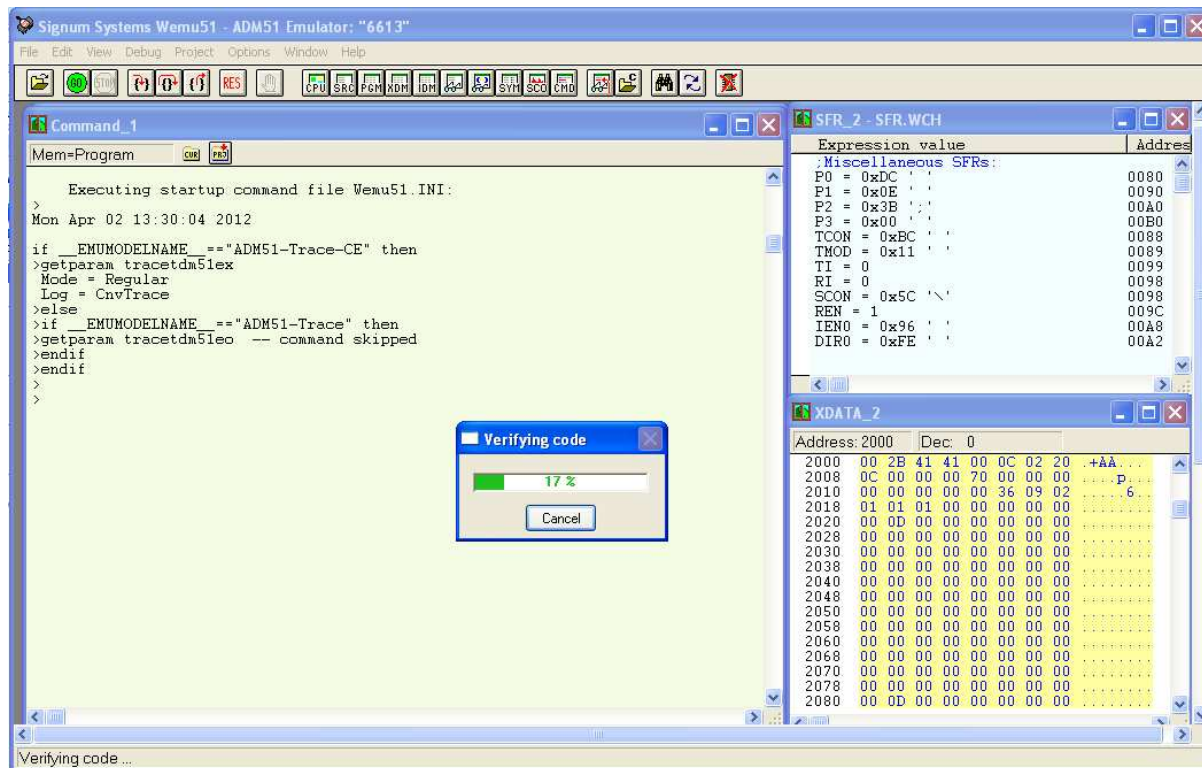 Signum Systems Wemu51 - ADM51 Emulator: "6613"
File Edit View Debug Project Options Window Help
GO STOP {} {} {} RES CPU SRC PGM XDM IDM SYM SCO CMD C
Command_1
Mem=Program CUR PRJ
Executing startup command file Wemu51.INI:
>
Mon Apr 02 13:30:04 2012
if __EMUMODELNAME__=="ADM51-Trace-CE" then
>getparam tracetdm51ex
Mode = Regular
Log = CnvTrace
>else
>if __EMUMODELNAME__=="ADM51-Trace" then
>getparam tracetdm51eo -- command skipped
>endif
>endif
>
>
Verifying code
17 %
Cancel
SFR_2 - SFR.WCH
Expression value Addres
;Miscellaneous SFRs:
P0 = 0xDC ' ' 0080
P1 = 0x0E ' ' 0090
P2 = 0x3B ';' 00A0
P3 = 0x00 ' ' 00B0
TCON = 0xBC ' ' 0088
TMOD = 0x11 ' ' 0089
TI = 0 0099
RI = 0 0098
SCON = 0x5C '\' 0098
REN = 1 009C
IEN0 = 0x96 ' ' 00A8
DIR0 = 0xFE ' ' 00A2
XDATA_2
Address: 2000 Dec: 0
2000 00 2B 41 41 00 0C 02 20 .+AA...
2008 0C 00 00 00 70 00 00 00 ....p...
2010 00 00 00 00 00 36 09 02 .....6..
2018 01 01 01 00 00 00 00 00 ........
2020 00 0D 00 00 00 00 00 00 ........
2028 00 00 00 00 00 00 00 00 ........
2030 00 00 00 00 00 00 00 00 ........
2038 00 00 00 00 00 00 00 00 ........
2040 00 00 00 00 00 00 00 00 ........
2048 00 00 00 00 00 00 00 00 ........
2050 00 00 00 00 00 00 00 00 ........
2058 00 00 00 00 00 00 00 00 ........
2060 00 00 00 00 00 00 00 00 ........
2068 00 00 00 00 00 00 00 00 ........
2070 00 00 00 00 00 00 00 00 ........
2078 00 00 00 00 00 00 00 00 ........
2080 00 0D 00 00 00 00 00 00 ........
Verifying code ...